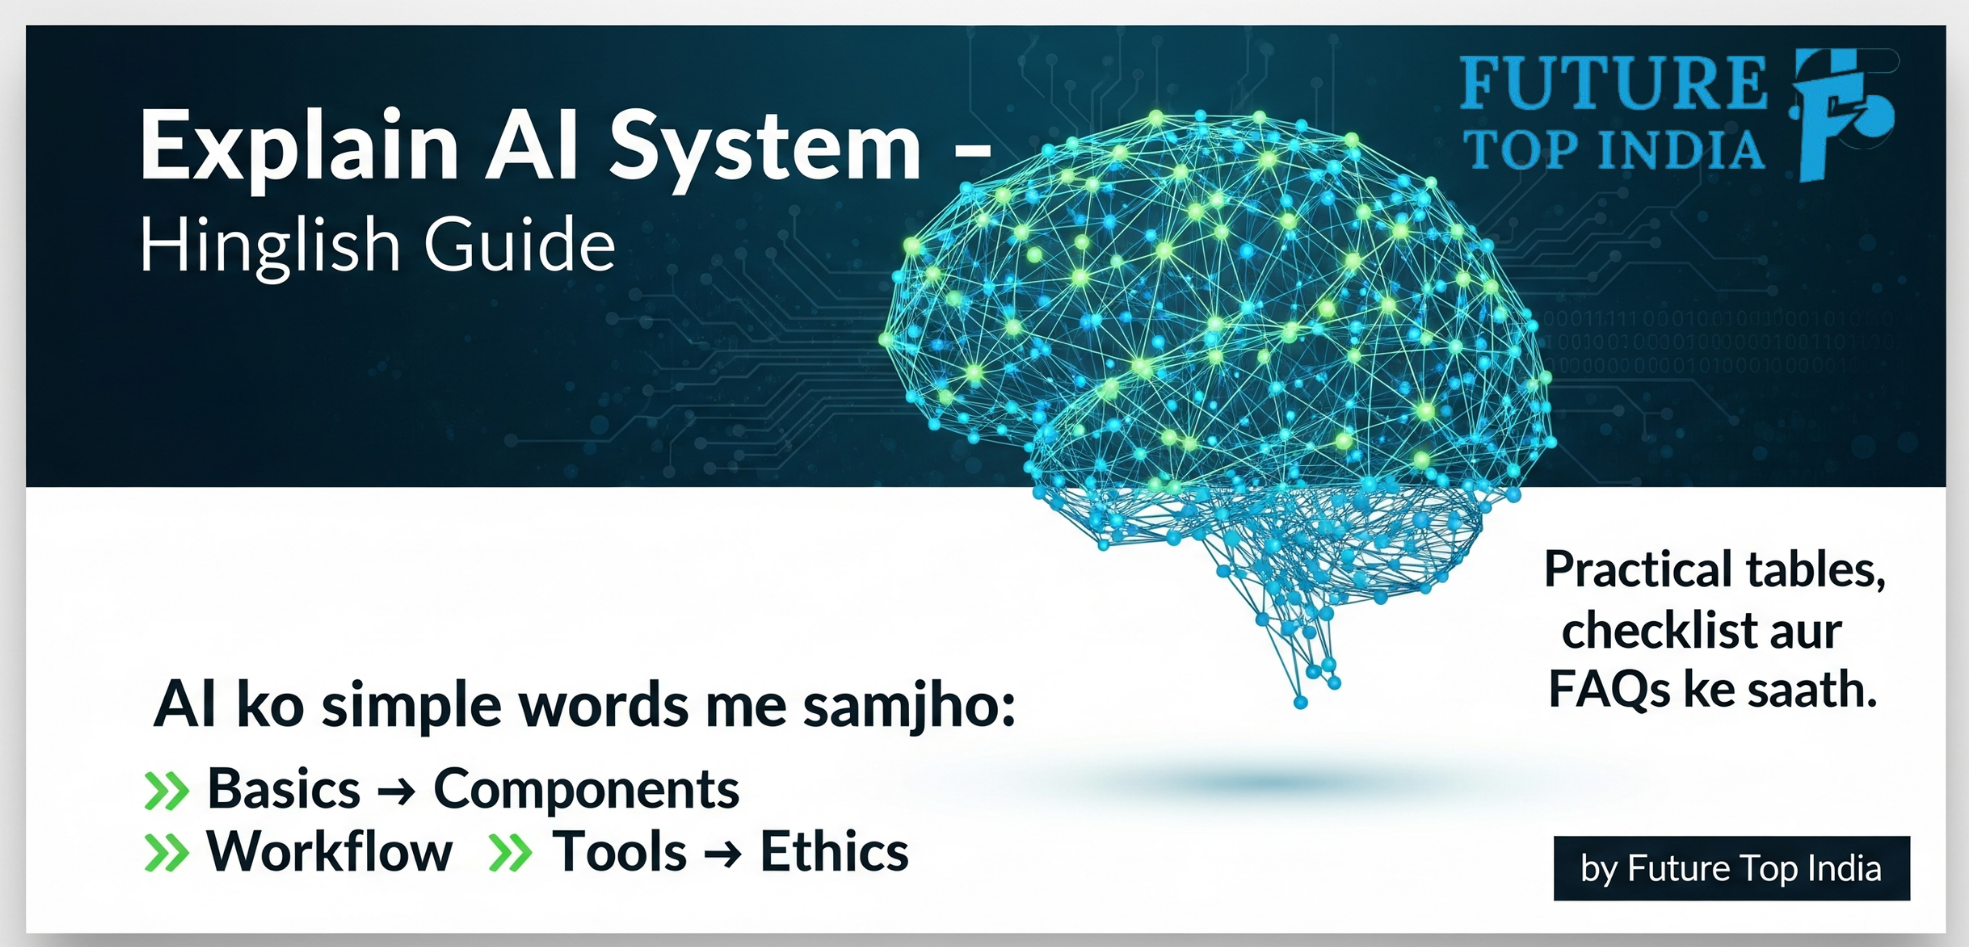 Explain AI System –
Hinglish Guide
FUTURE
TOP INDIA
AI ko simple words me samjho:
» Basics → Components
» Workflow » Tools → Ethics
Practical tables,
checklist aur
FAQs ke saath.
by Future Top India